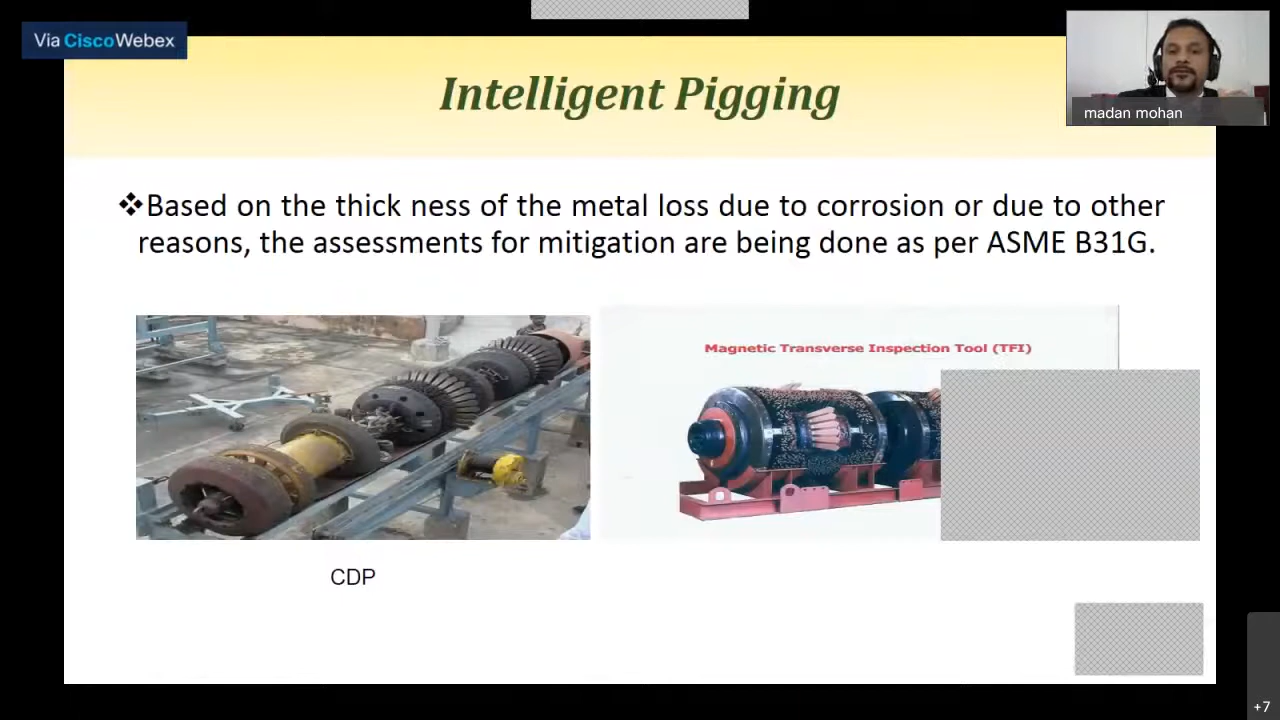 Via Cisco Webex
Intelligent Pigging
madan mohan
❖Based on the thick ness of the metal loss due to corrosion or due to other
reasons, the assessments for mitigation are being done as per ASME B31G.
Magnetic Transverse Inspection Tool (TFI)
CDP
+7